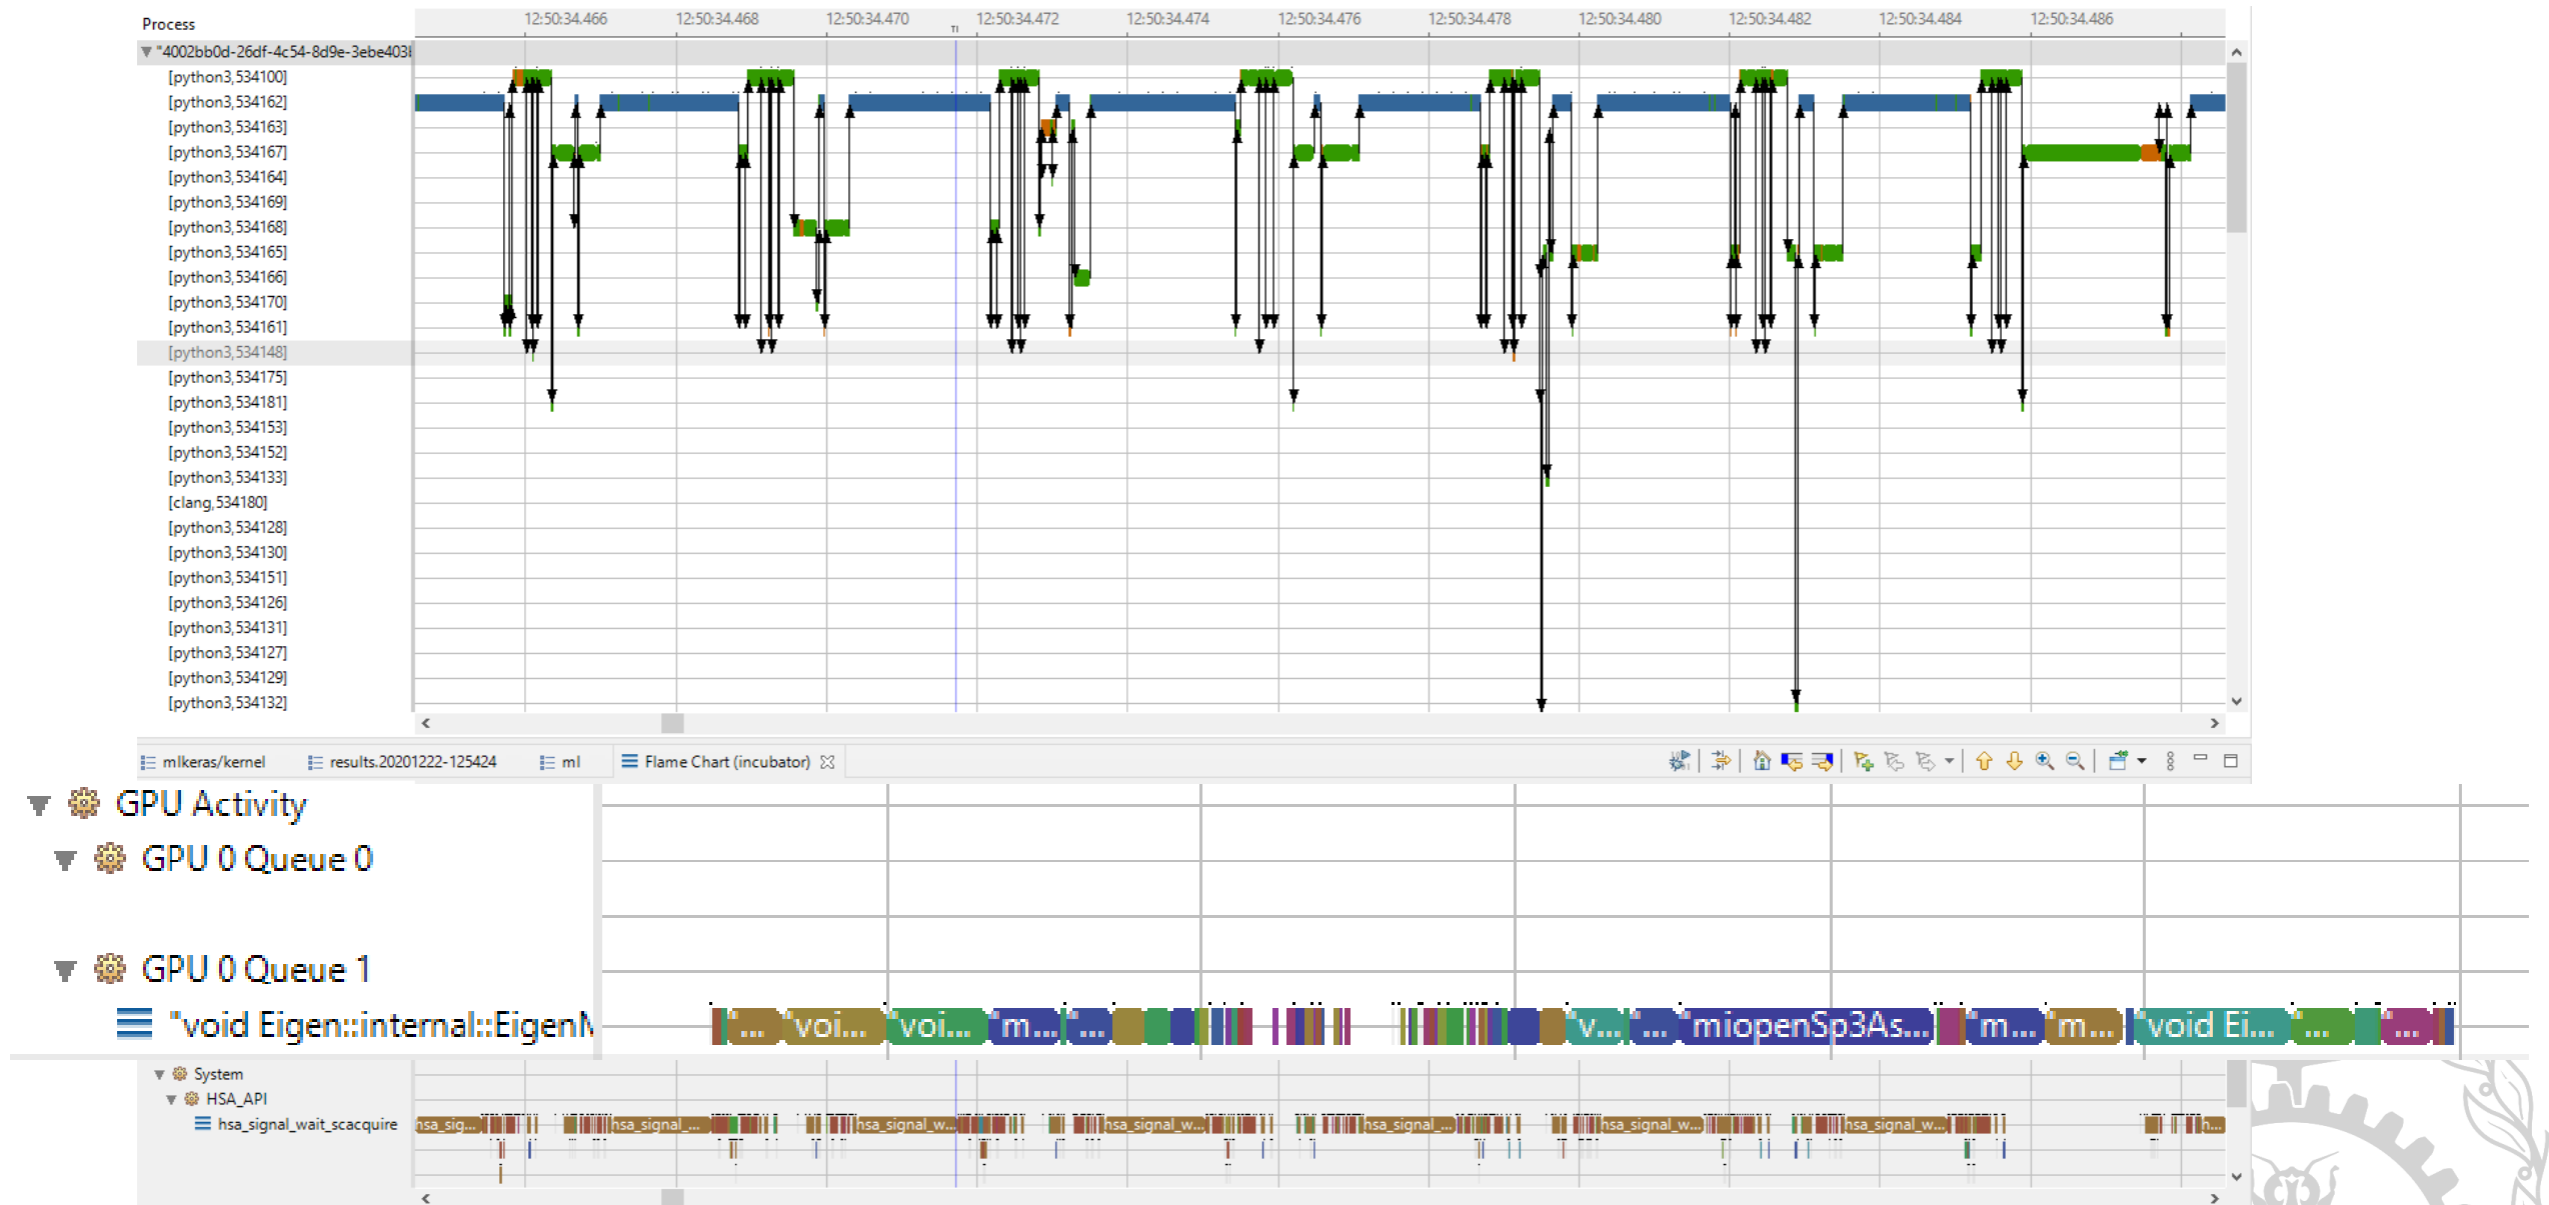 Process
12:50:34.466 12:50:34.468 12:50:34.470 12:50:34.472 12:50:34.474 12:50:34.476 12:50:34.478 12:50:34.480 12:50:34.482 12:50:34.484 12:50:34.486
TI
"4002bb0d-26df-4c54-8d9e-3ebe403
[python3,534100]
[python3,534162]
[python3,534163]
[python3,534167]
[python3,534164]
[python3,534169]
[python3,534168]
[python3,534165]
[python3,534166]
[python3,534170]
[python3,534161]
[python3,534148]
[python3,534175]
[python3,534181]
[python3,534153]
[python3,534152]
[python3,534133]
[clang,534180]
[python3,534128]
[python3,534130]
[python3,534151]
[python3,534126]
[python3,534131]
[python3,534127]
[python3,534129]
[python3,534132]
mlkeras/kernel results.20201222-125424 ml Flame Chart (incubator)
GPU Activity
GPU 0 Queue 0
GPU 0 Queue 1
"void Eigen::internal::Eigen "... "voi... "voi... "m... "... "v... "... "miopenSp3As... "m... "m... "void Ei... "... "...
System
HSA_API
hsa_signal_wait_scacquire hsa_sig... hsa_signal_... hsa_signal_w... hsa_signal_w... hsa_signal_... hsa_signal_w... hsa_signal_w... h...